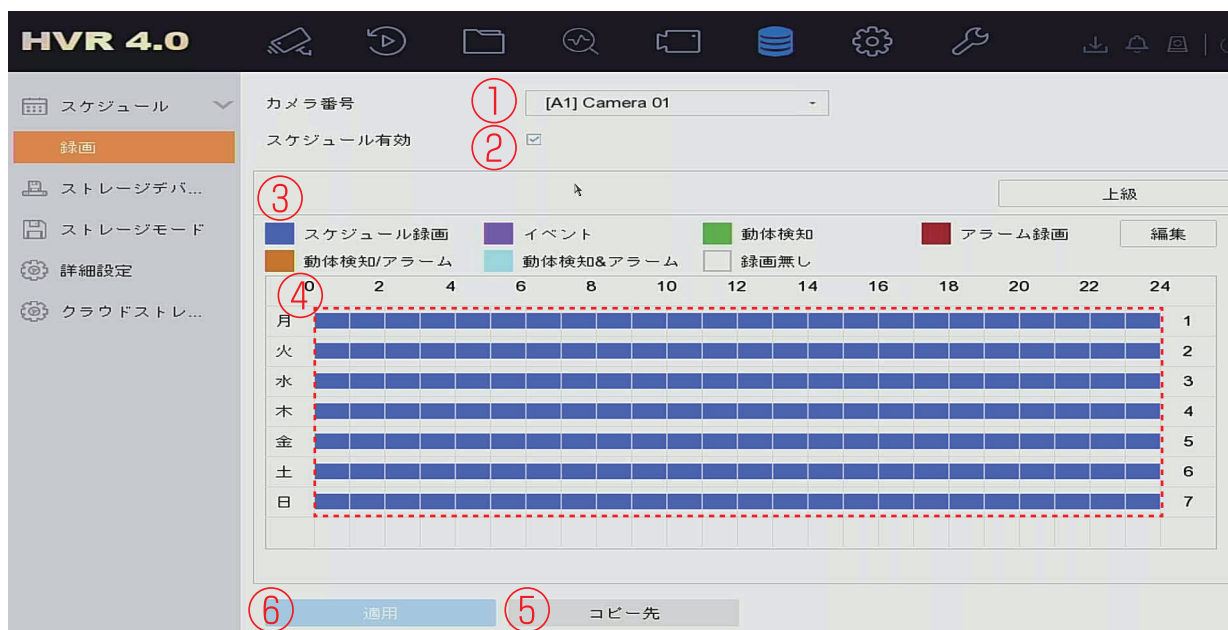 HVR 4.0
スケジュール
録画
ストレージデバ...
ストレージモード
詳細設定
クラウドストレ...
カメラ番号 ① [A1] Camera 01
スケジュール有効 ②
③
上級
スケジュール録画 イベント 動体検知 アラーム録画 編集
動体検知/アラーム 動体検知&アラーム 録画無し
④ 0 2 4 6 8 10 12 14 16 18 20 22 24
月 1
火 2
水 3
木 4
金 5
土 6
日 7
⑥ 適用 ⑤ コピー先